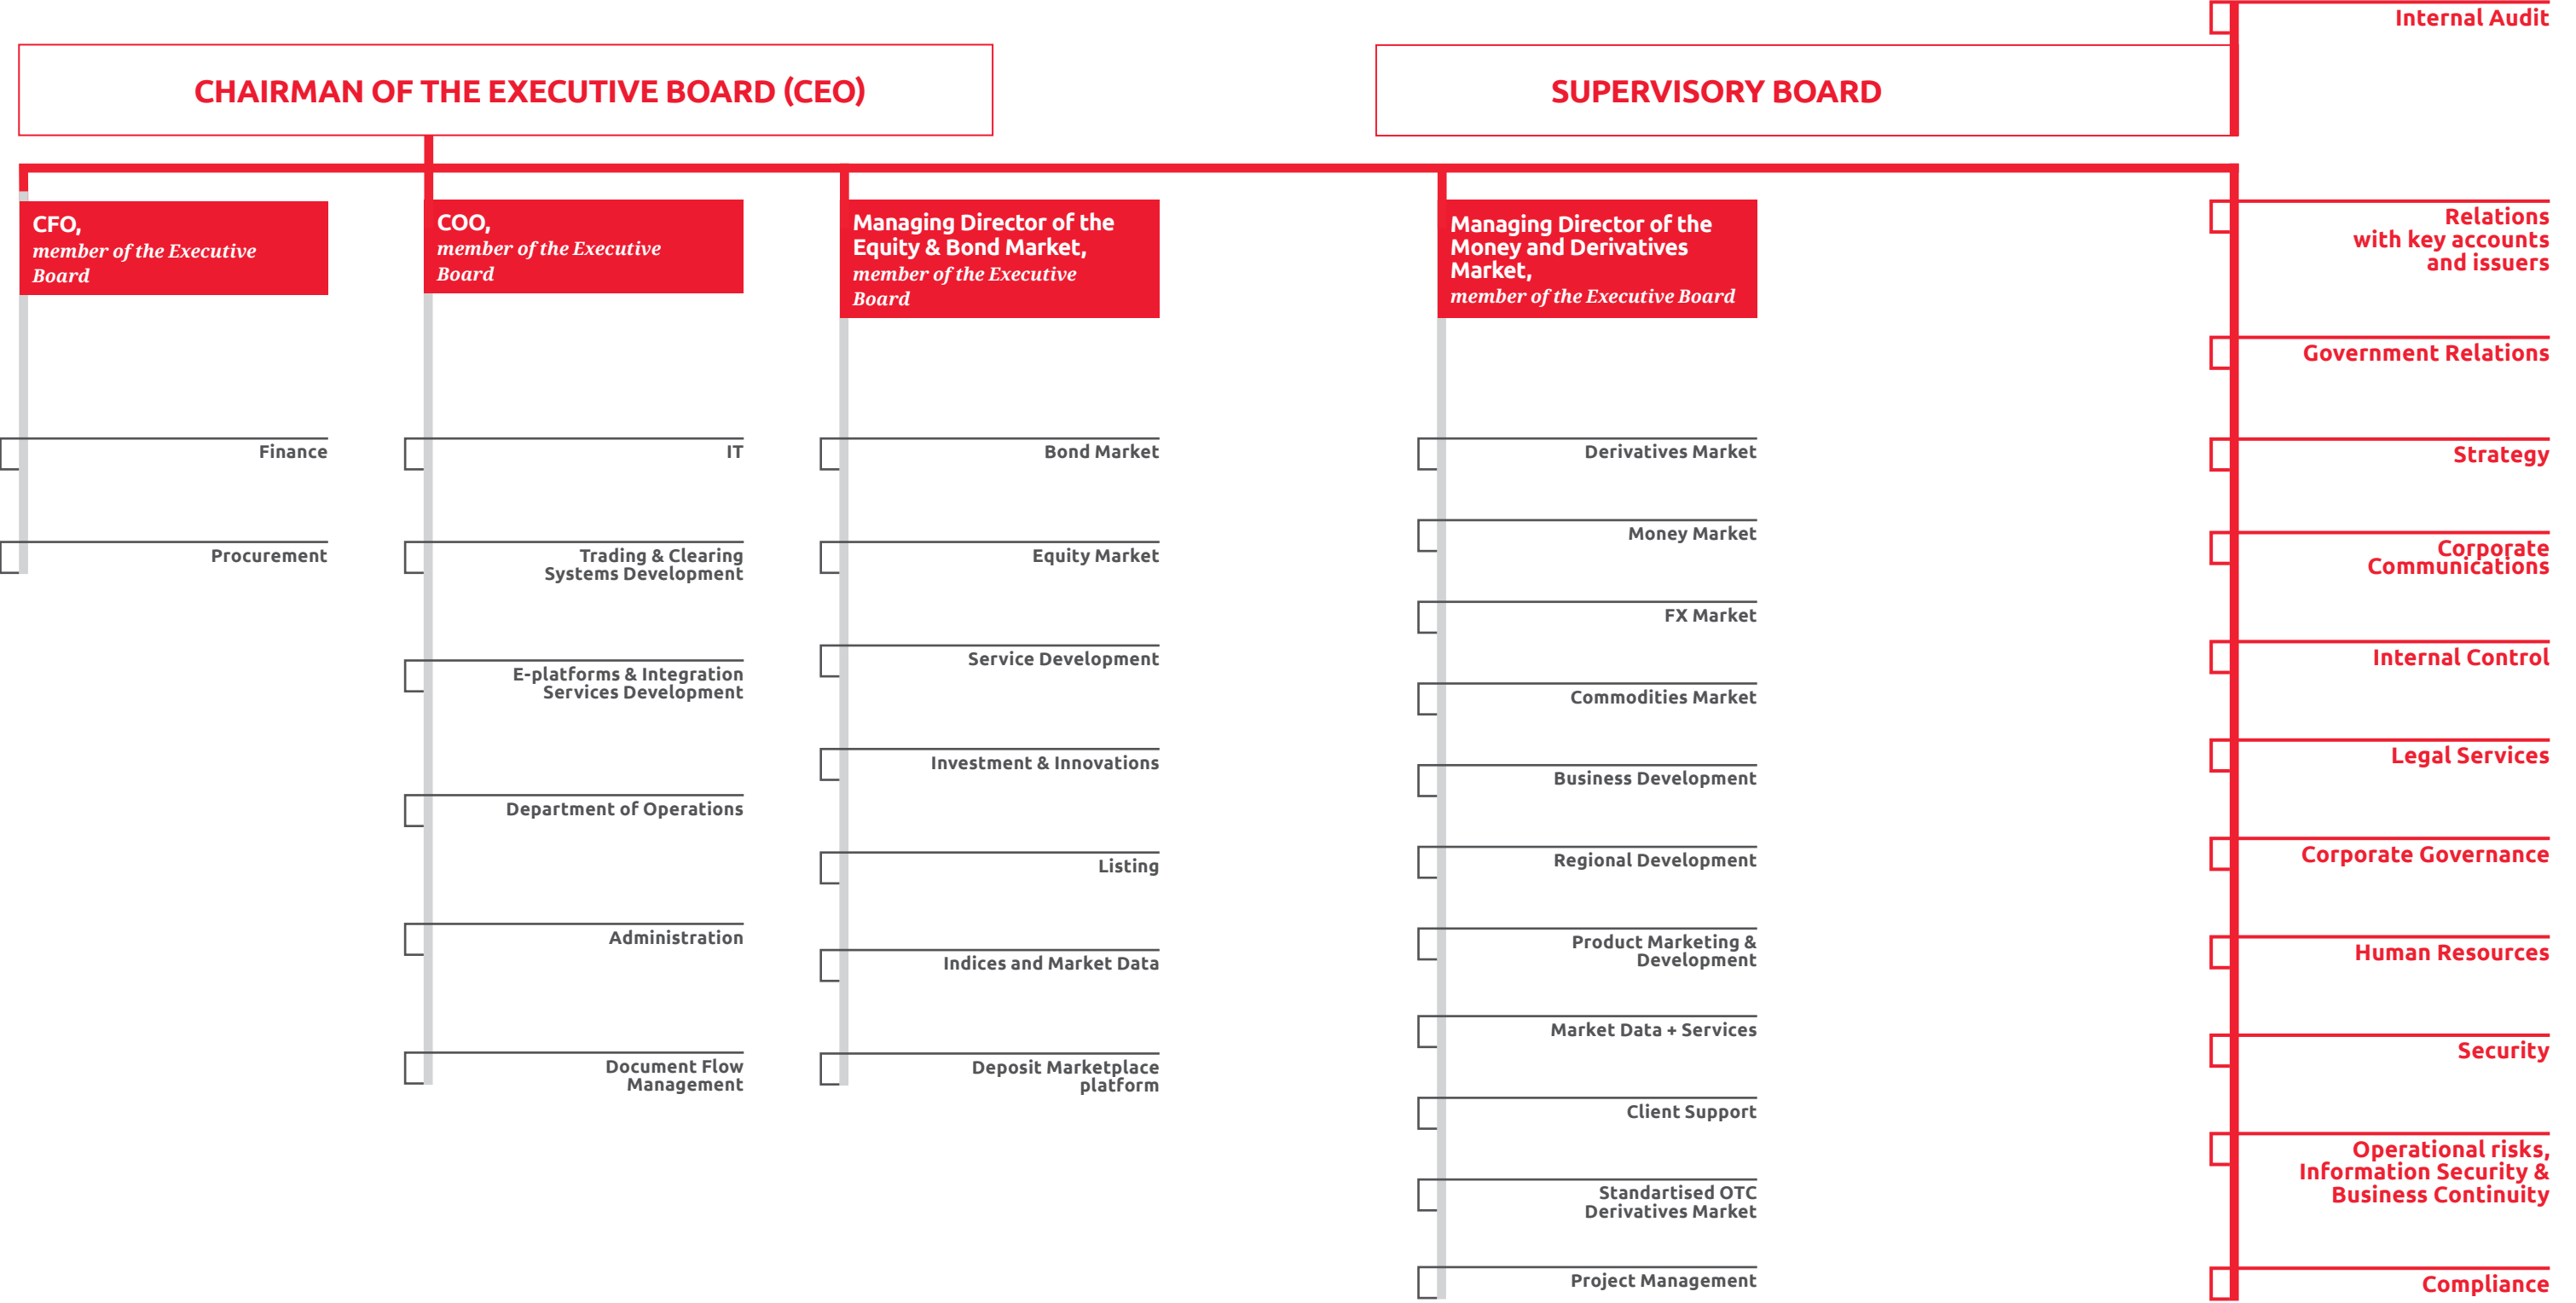 Internal Audit
CHAIRMAN OF THE EXECUTIVE BOARD (CEO)
SUPERVISORY BOARD
CFO,
member of the Executive
Board
Finance
Procurement
COO,
member of the Executive
Board
IT
Trading & Clearing
Systems Development
E-platforms & Integration
Services Development
Department of Operations
Administration
Document Flow
Management
Managing Director of the
Equity & Bond Market,
member of the Executive
Board
Bond Market
Equity Market
Service Development
Investment & Innovations
Listing
Indices and Market Data
Deposit Marketplace
platform
Managing Director of the
Money and Derivatives
Market,
member of the Executive Board
Derivatives Market
Money Market
FX Market
Commodities Market
Business Development
Regional Development
Product Marketing &
Development
Market Data + Services
Client Support
Standartised OTC
Derivatives Market
Project Management
Relations
with key accounts
and issuers
Government Relations
Strategy
Corporate
Communications
Internal Control
Legal Services
Corporate Governance
Human Resources
Security
Operational risks,
Information Security &
Business Continuity
Compliance